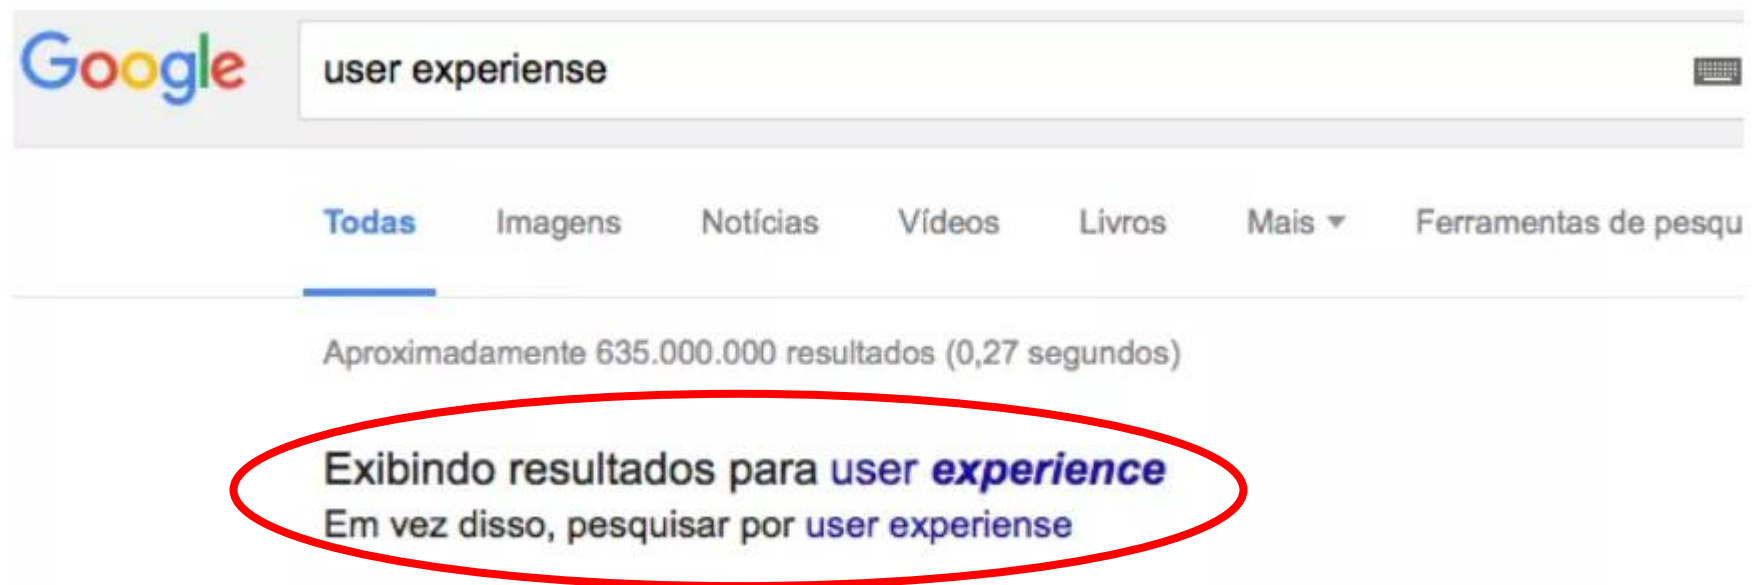 Google
user experiense
Todas Imagens Notícias Vídeos Livros Mais Ferramentas de pesqu
Aproximadamente 635.000.000 resultados (0,27 segundos)
Exibindo resultados para user experience
Em vez disso, pesquisar por user experiense